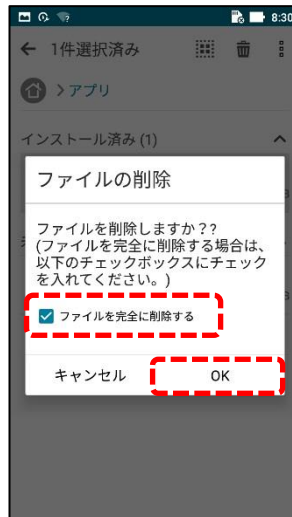 8:30
1件選択済み
>アプリ
インストール済み (1)
ファイルの削除
ファイルを削除しますか??
(ファイルを完全に削除する場合は、
以下のチェックボックスにチェック
を入れてください。)
ファイルを完全に削除する
キャンセル OK